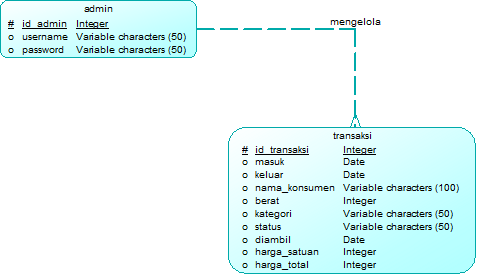 admin
# id_admin Integer
o username Variable characters (50)
o password Variable characters (50)
mengelola
transaksi
# id_transaksi Integer
o masuk Date
o keluar Date
o nama_konsumen Variable characters (100)
o berat Integer
o kategori Variable characters (50)
o status Variable characters (50)
o diambil Date
o harga_satuan Integer
o harga_total Integer